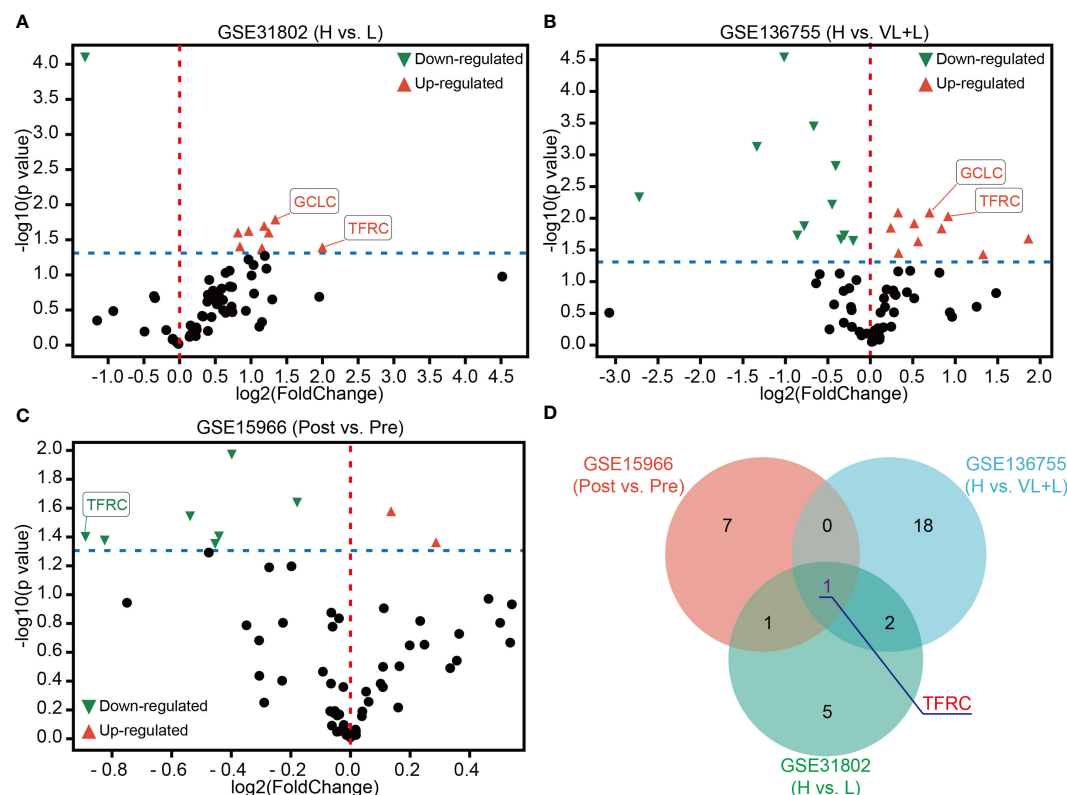 A
GSE31802 (H vs. L)
-log10(p value)
4.0
3.5
3.0
2.5
2.0
1.5
1.0
0.5
0.0
Down-regulated
Up-regulated
GCLC
TFRC
-1.0 -0.5 0.0 0.5 1.0 1.5 2.0 2.5 3.0 3.5 4.0 4.5
log2(FoldChange)
B
GSE136755 (H vs. VL+L)
-log10(p value)
4.5
4.0
3.5
3.0
2.5
2.0
1.5
1.0
0.5
0.0
Down-regulated
Up-regulated
GCLC
TFRC
-3.0 -2.5 -2.0 -1.5 -1.0 -0.5 0.0 0.5 1.0 1.5 2.0
log2(FoldChange)
C
GSE15966 (Post vs. Pre)
-log10(p value)
2.0
1.8
1.6
1.4
1.2
1.0
0.8
0.6
0.4
0.2
0.0
TFRC
Down-regulated
Up-regulated
- 0.8 - 0.6 - 0.4 - 0.2 0.0 0.2 0.4
log2(FoldChange)
D
GSE15966
(Post vs. Pre)
GSE136755
(H vs. VL+L)
7 0 18
1
1 2
TFRC
5
GSE31802
(H vs. L)